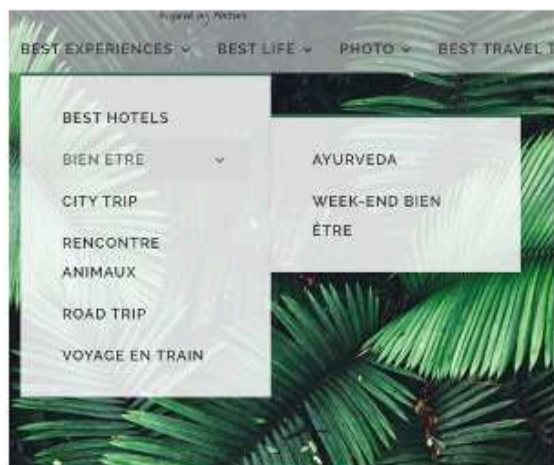 BEST EXPERIENCES
BEST LIFE
PHOTO
BEST TRAVEL
BEST HOTELS
BIEN ETRE
CITY TRIP
RENCONTRE
ANIMAUX
ROAD TRIP
VOYAGE EN TRAIN
AYURVEDA
WEEK-END BIEN
ÊTRE